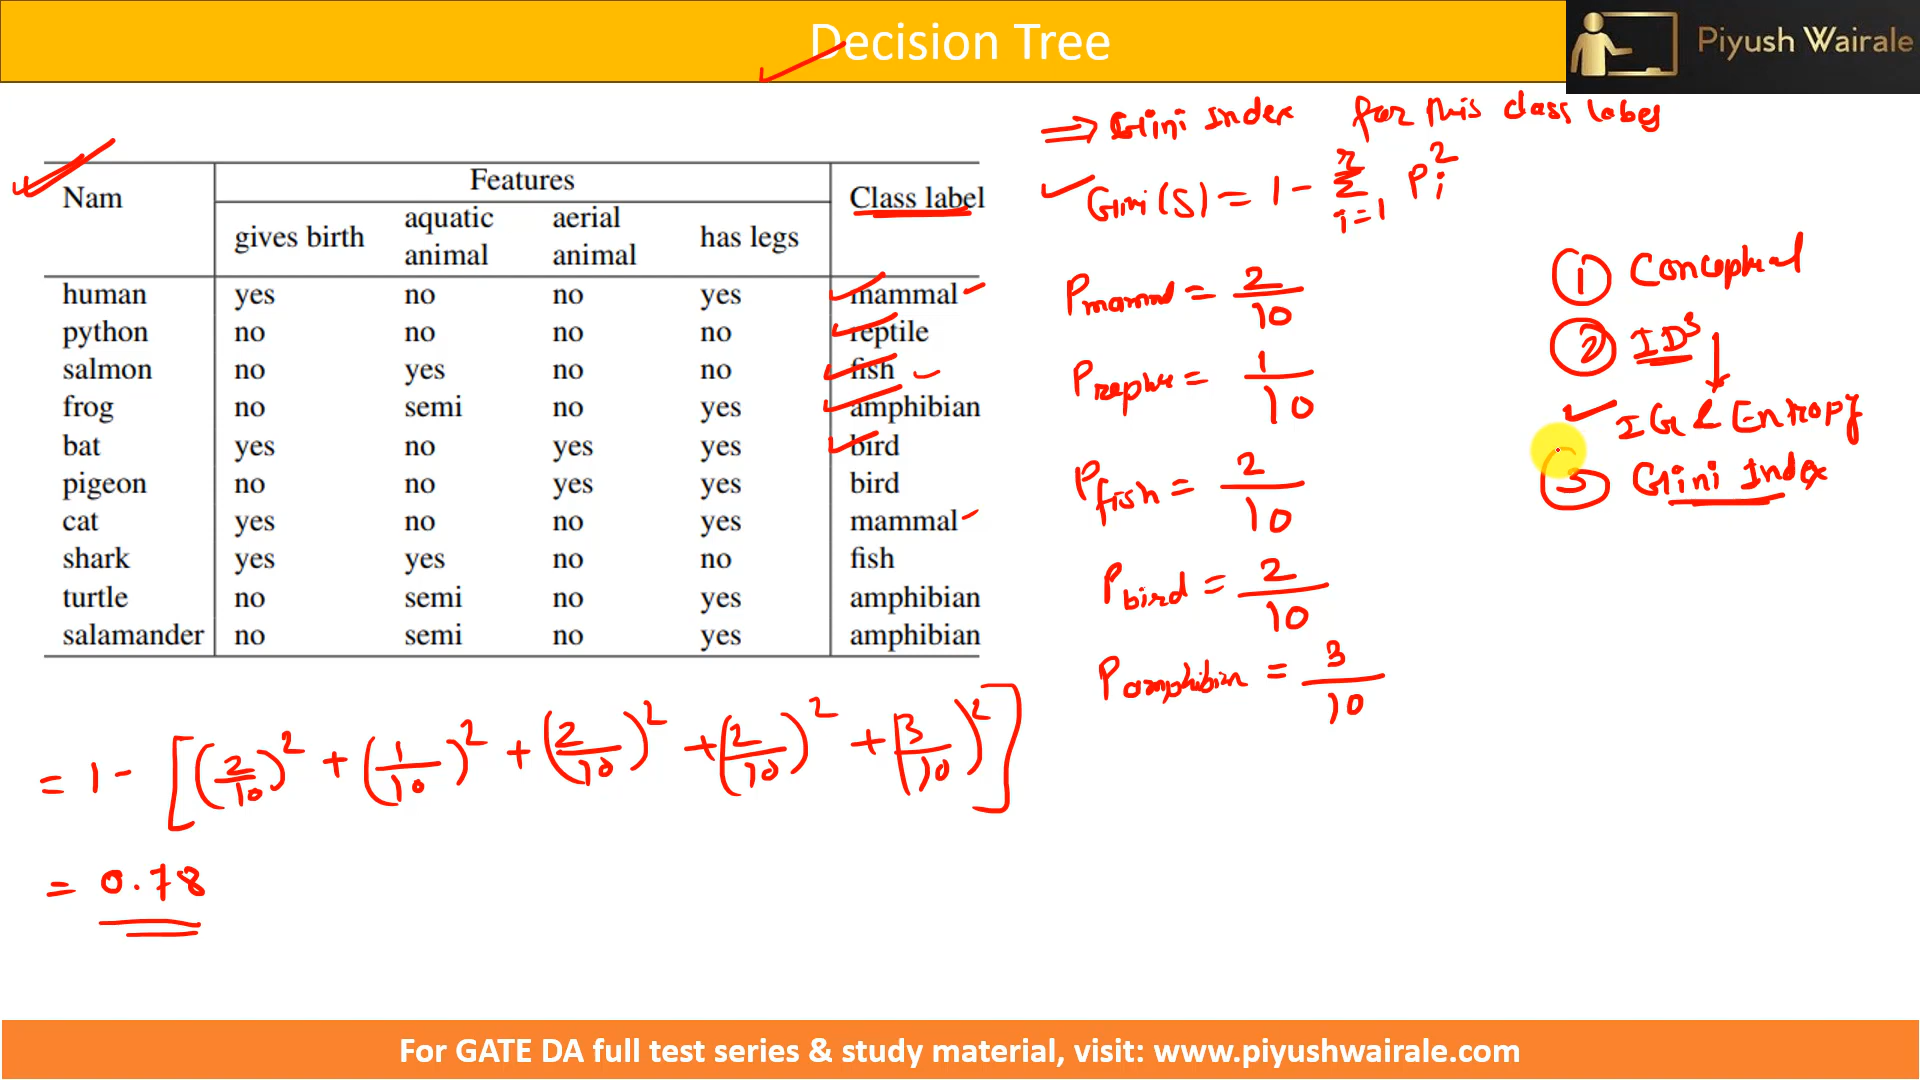 Decision Tree
Piyush Wairale
⇒ Gini Index for this class label
Gini(S) = 1 - Σ_{i=1}^{n} P_i^2
Nam Features Class label
gives birth aquatic animal aerial animal has legs
human yes no no yes mammal
python no no no no reptile
salmon no yes no no fish
frog no semi no yes amphibian
bat yes no yes yes bird
pigeon no no yes yes bird
cat yes no no yes mammal
shark yes yes no no fish
turtle no semi no yes amphibian
salamander no semi no yes amphibian
P mammal = 2/10
P reptile = 1/10
P fish = 2/10
P bird = 2/10
P amphibian = 3/10
① Conceptual
② ID3
IG & Entropy
③ Gini Index
= 1 - [(2/10)^2 + (1/10)^2 + (2/10)^2 + (2/10)^2 + (3/10)^2]
= 0.78
For GATE DA full test series & study material, visit: www.piyushwairale.com